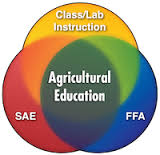 Class/Lab
Instruction
Agricultural
Education
SAE
FFA